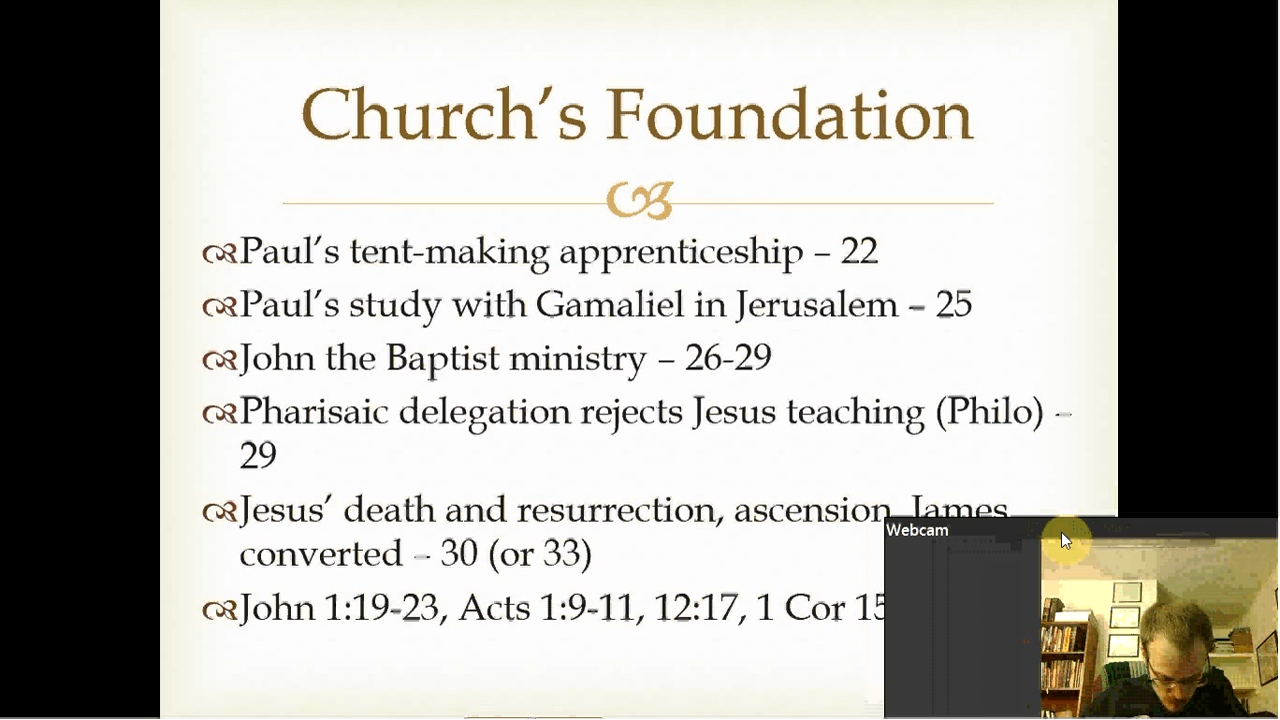 Church's Foundation
Paul's tent-making apprenticeship – 22
Paul's study with Gamaliel in Jerusalem – 25
John the Baptist ministry – 26-29
Pharisaic delegation rejects Jesus teaching (Philo) –
29
Jesus' death and resurrection, ascension, James
converted – 30 (or 33)
John 1:19-23, Acts 1:9-11, 12:17, 1 Cor 15
Webcam